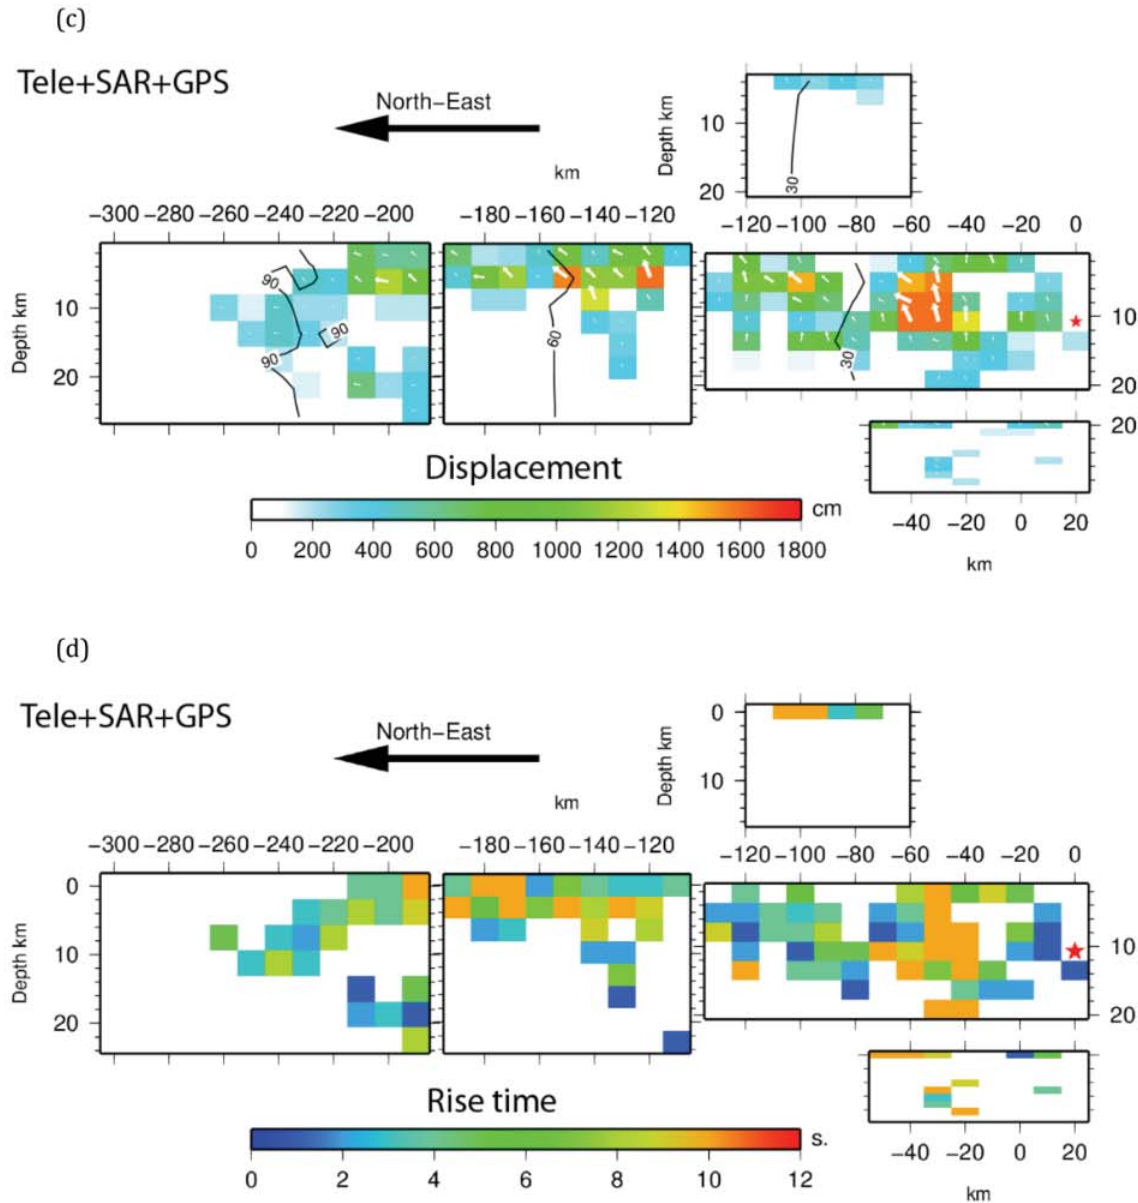 (c)
Tele+SAR+GPS
North−East
km
Depth km
10
20
30
−300 −280 −260 −240 −220 −200
−180 −160 −140 −120
−120 −100 −80 −60 −40 −20 0
Depth km
10
20
90
90
90
60
30
10
20
20
−40 −20 0 20
km
Displacement
cm
0 200 400 600 800 1000 1200 1400 1600 1800
(d)
Tele+SAR+GPS
North−East
km
Depth km
0
10
−300 −280 −260 −240 −220 −200
−180 −160 −140 −120
−120 −100 −80 −60 −40 −20 0
Depth km
0
10
20
10
20
−40 −20 0 20
km
Rise time
s.
0 2 4 6 8 10 12